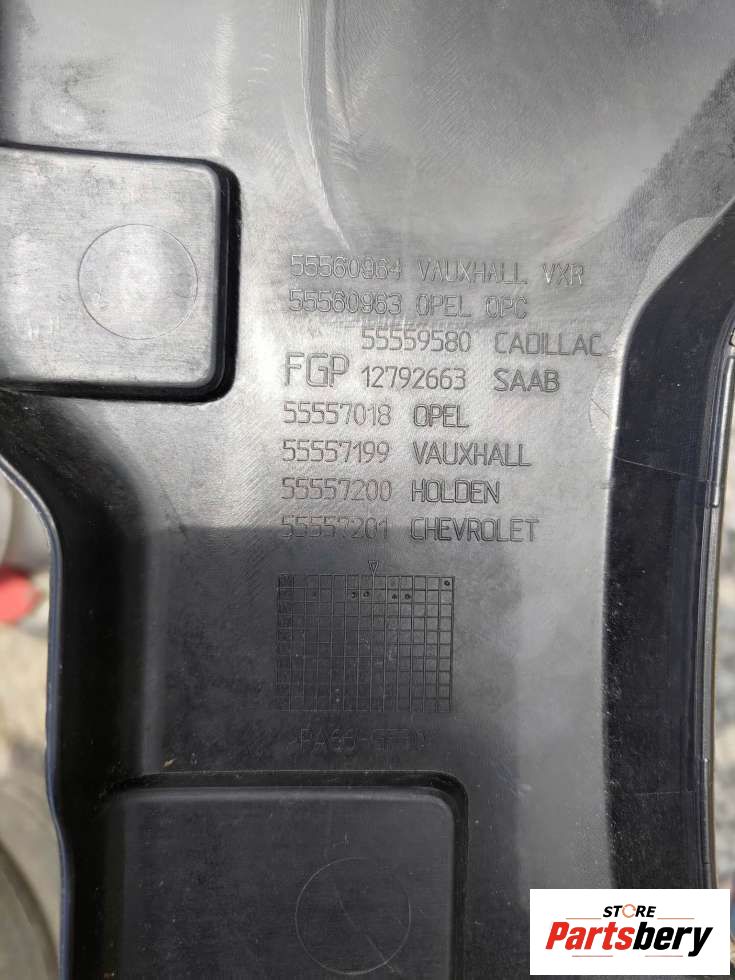 55560964 VAUXHALL VXR
55560963 OPEL OPC
55559580 CADILLAC
FGP 12792663 SAAB
55557018 OPEL
55557199 VAUXHALL
55557200 HOLDEN
55557201 CHEVROLET
STORE
Partsbery